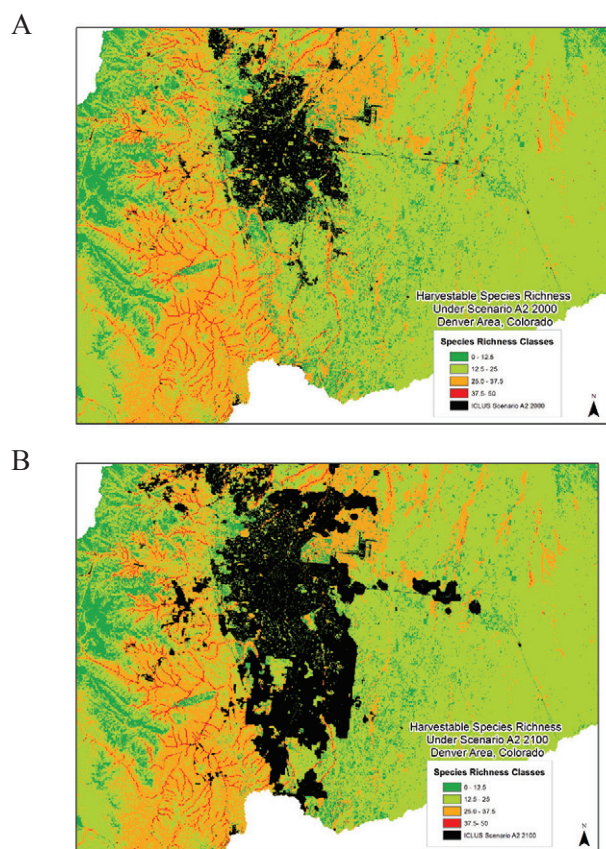 A
Harvestable Species Richness
Under Scenario A2 2000
Denver Area, Colorado
Species Richness Classes
0 - 12.5
12.5 - 25
25.0 - 37.5
37.5- 50
ICLUS Scenario A2 2000
N
B
Harvestable Species Richness
Under Scenario A2 2100
Denver Area, Colorado
Species Richness Classes
0 - 12.5
12.5 - 25
25.0 - 37.5
37.5- 50
ICLUS Scenario A2 2100
N